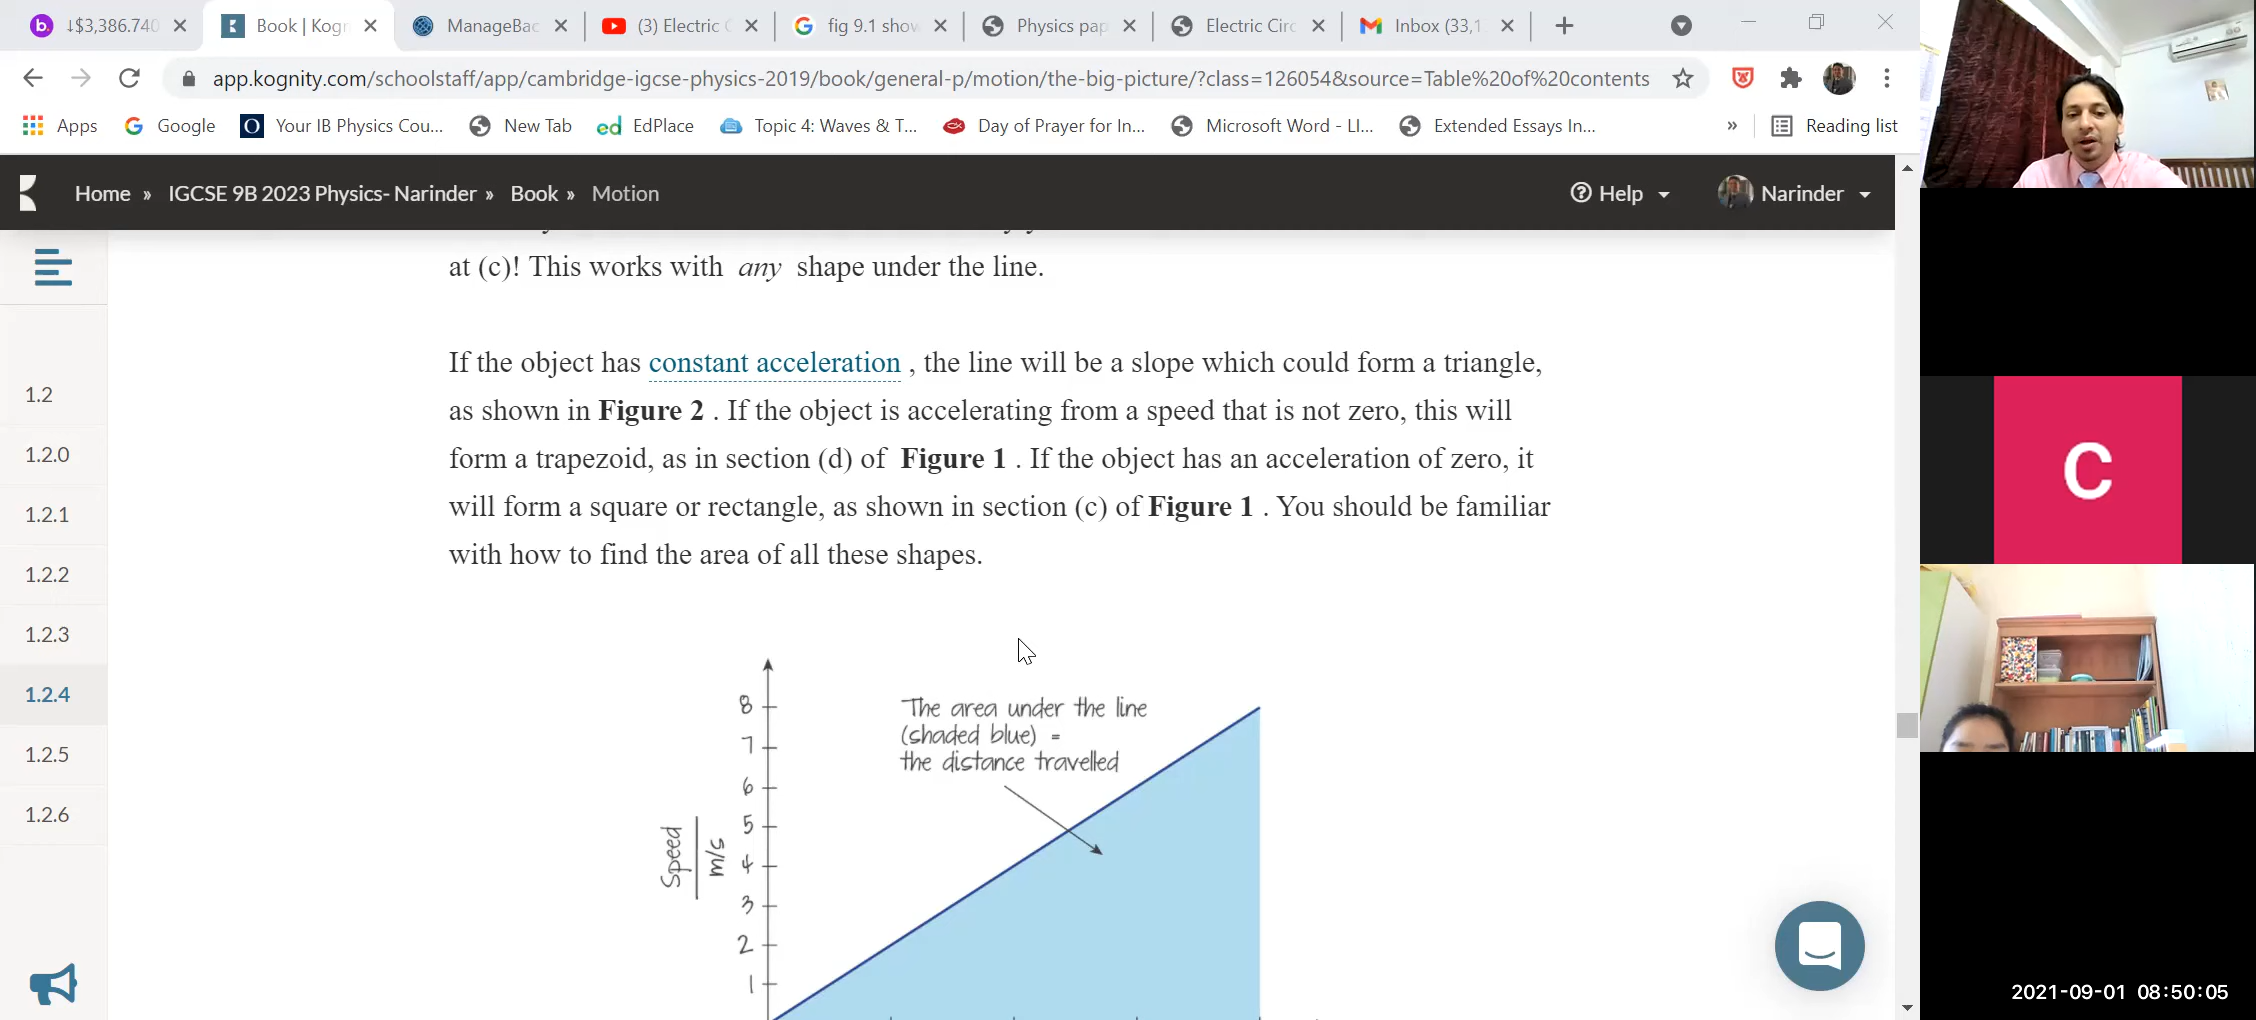 ↓$3,386.740
Book | Kogn
ManageBac
(3) Electric C
fig 9.1 show
Physics pap
Electric Circ
Inbox (33,1
app.kognity.com/schoolstaff/app/cambridge-igcse-physics-2019/book/general-p/motion/the-big-picture/?class=126054&source=Table%20of%20contents
Apps
Google
Your IB Physics Cou...
New Tab
EdPlace
Topic 4: Waves & T...
Day of Prayer for In...
Microsoft Word - LI...
Extended Essays In...
»
Reading list
Home » IGCSE 9B 2023 Physics- Narinder » Book » Motion
Help
Narinder
at (c)! This works with any shape under the line.
If the object has constant acceleration , the line will be a slope which could form a triangle,
as shown in Figure 2 . If the object is accelerating from a speed that is not zero, this will
form a trapezoid, as in section (d) of Figure 1 . If the object has an acceleration of zero, it
will form a square or rectangle, as shown in section (c) of Figure 1 . You should be familiar
with how to find the area of all these shapes.
1.2
1.2.0
1.2.1
1.2.2
1.2.3
1.2.4
1.2.5
1.2.6
The area under the line
(shaded blue) =
the distance travelled
Speed
m/s
8
7
6
5
4
3
2
1
C
2021-09-01 08:50:05